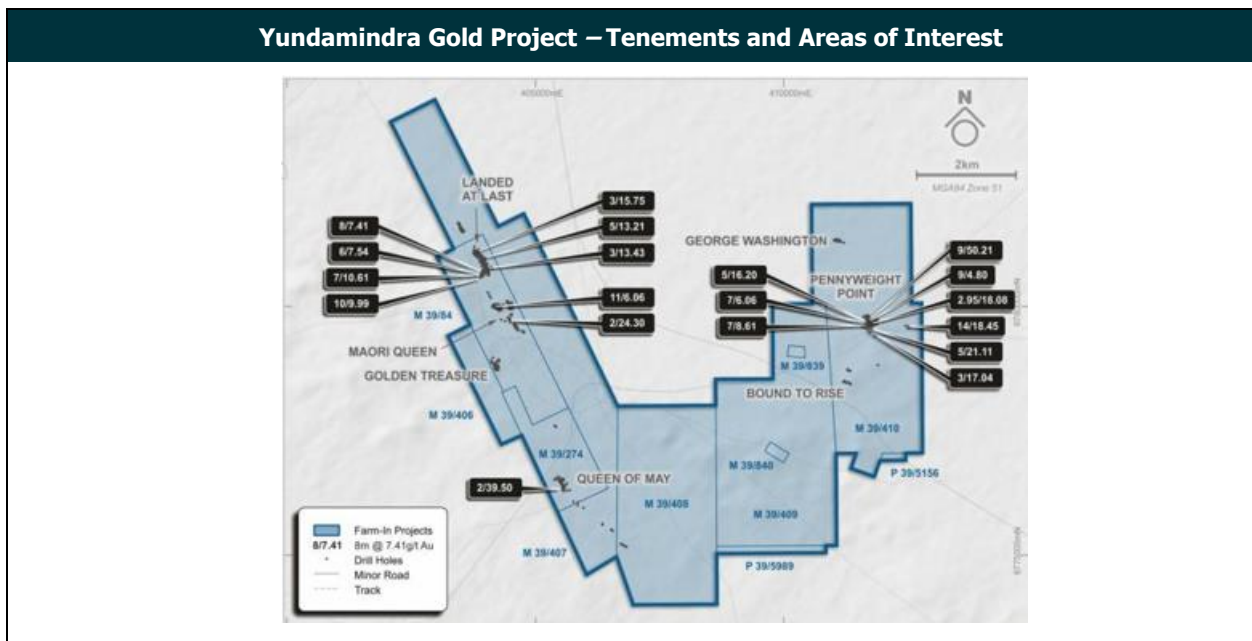 Yundamindra Gold Project – Tenements and Areas of Interest
405000mE
410000mE
N
2km
MGA94 Zone 51
LANDED
AT LAST
3/15.75
8/7.41
5/13.21
6/7.54
3/13.43
7/10.61
10/9.99
11/6.06
2/24.30
M 39/84
MAORI QUEEN
GOLDEN TREASURE
M 39/406
M 39/274
QUEEN OF MAY
2/39.50
M 39/407
M 39/408
GEORGE WASHINGTON
PENNYWEIGHT
POINT
9/50.21
5/16.20
9/4.80
7/6.06
2.95/18.08
7/8.61
14/18.45
5/21.11
3/17.04
M 39/839
BOUND TO RISE
M 39/410
M 39/840
P 39/5156
M 39/409
P 39/5989
Farm-In Projects
8/7.41 8m @ 7.41g/t Au
Drill Holes
Minor Road
Track